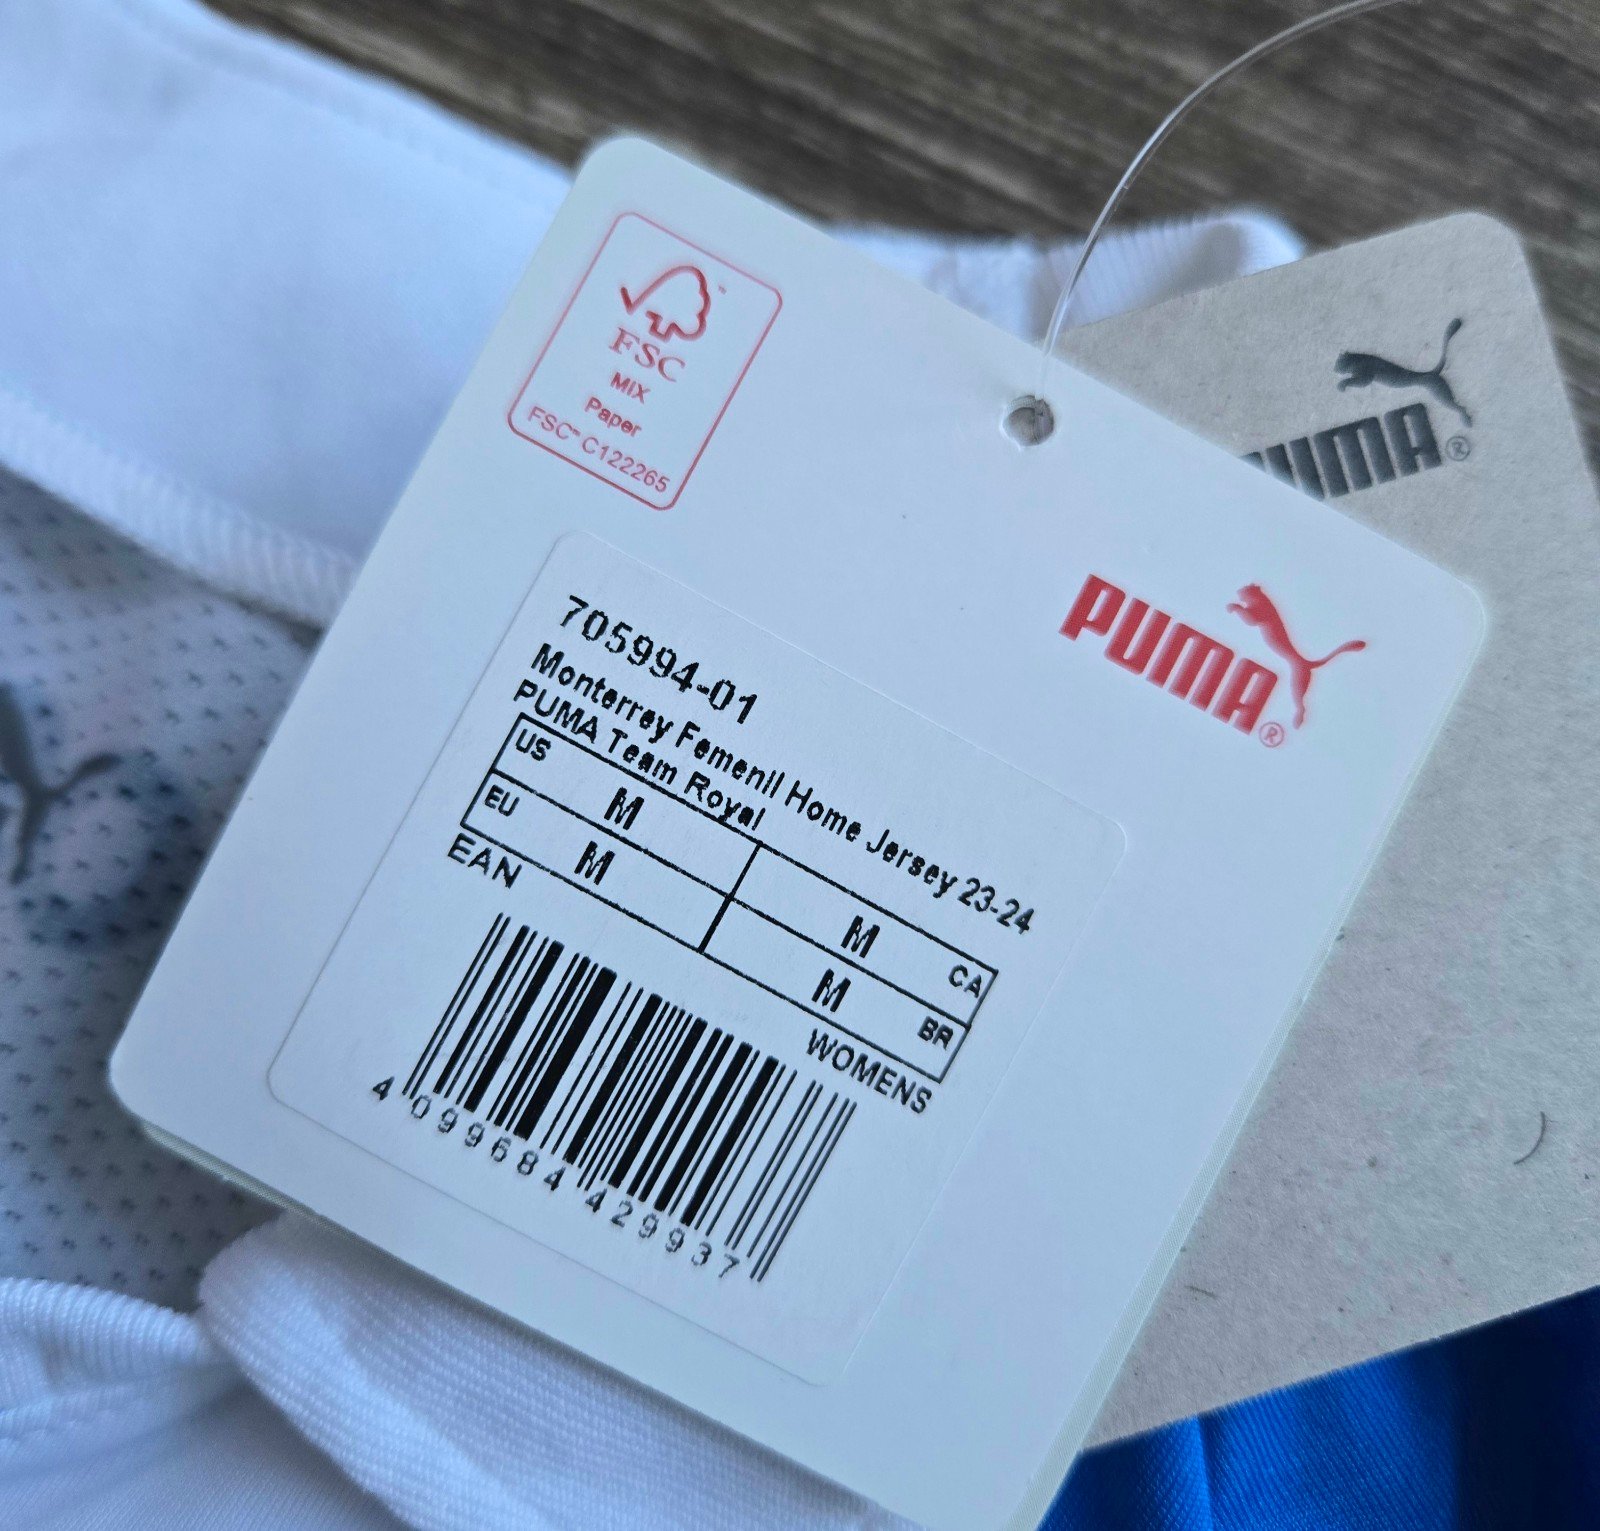 FSC
MIX
Paper
FSC™ C122265
PUMA®
PUMA®
705994-01
Monterrey Femenil Home Jersey 23-24
PUMA Team Royal
US M M CA
EU M M BR
EAN WOMENS
4 099684 429937